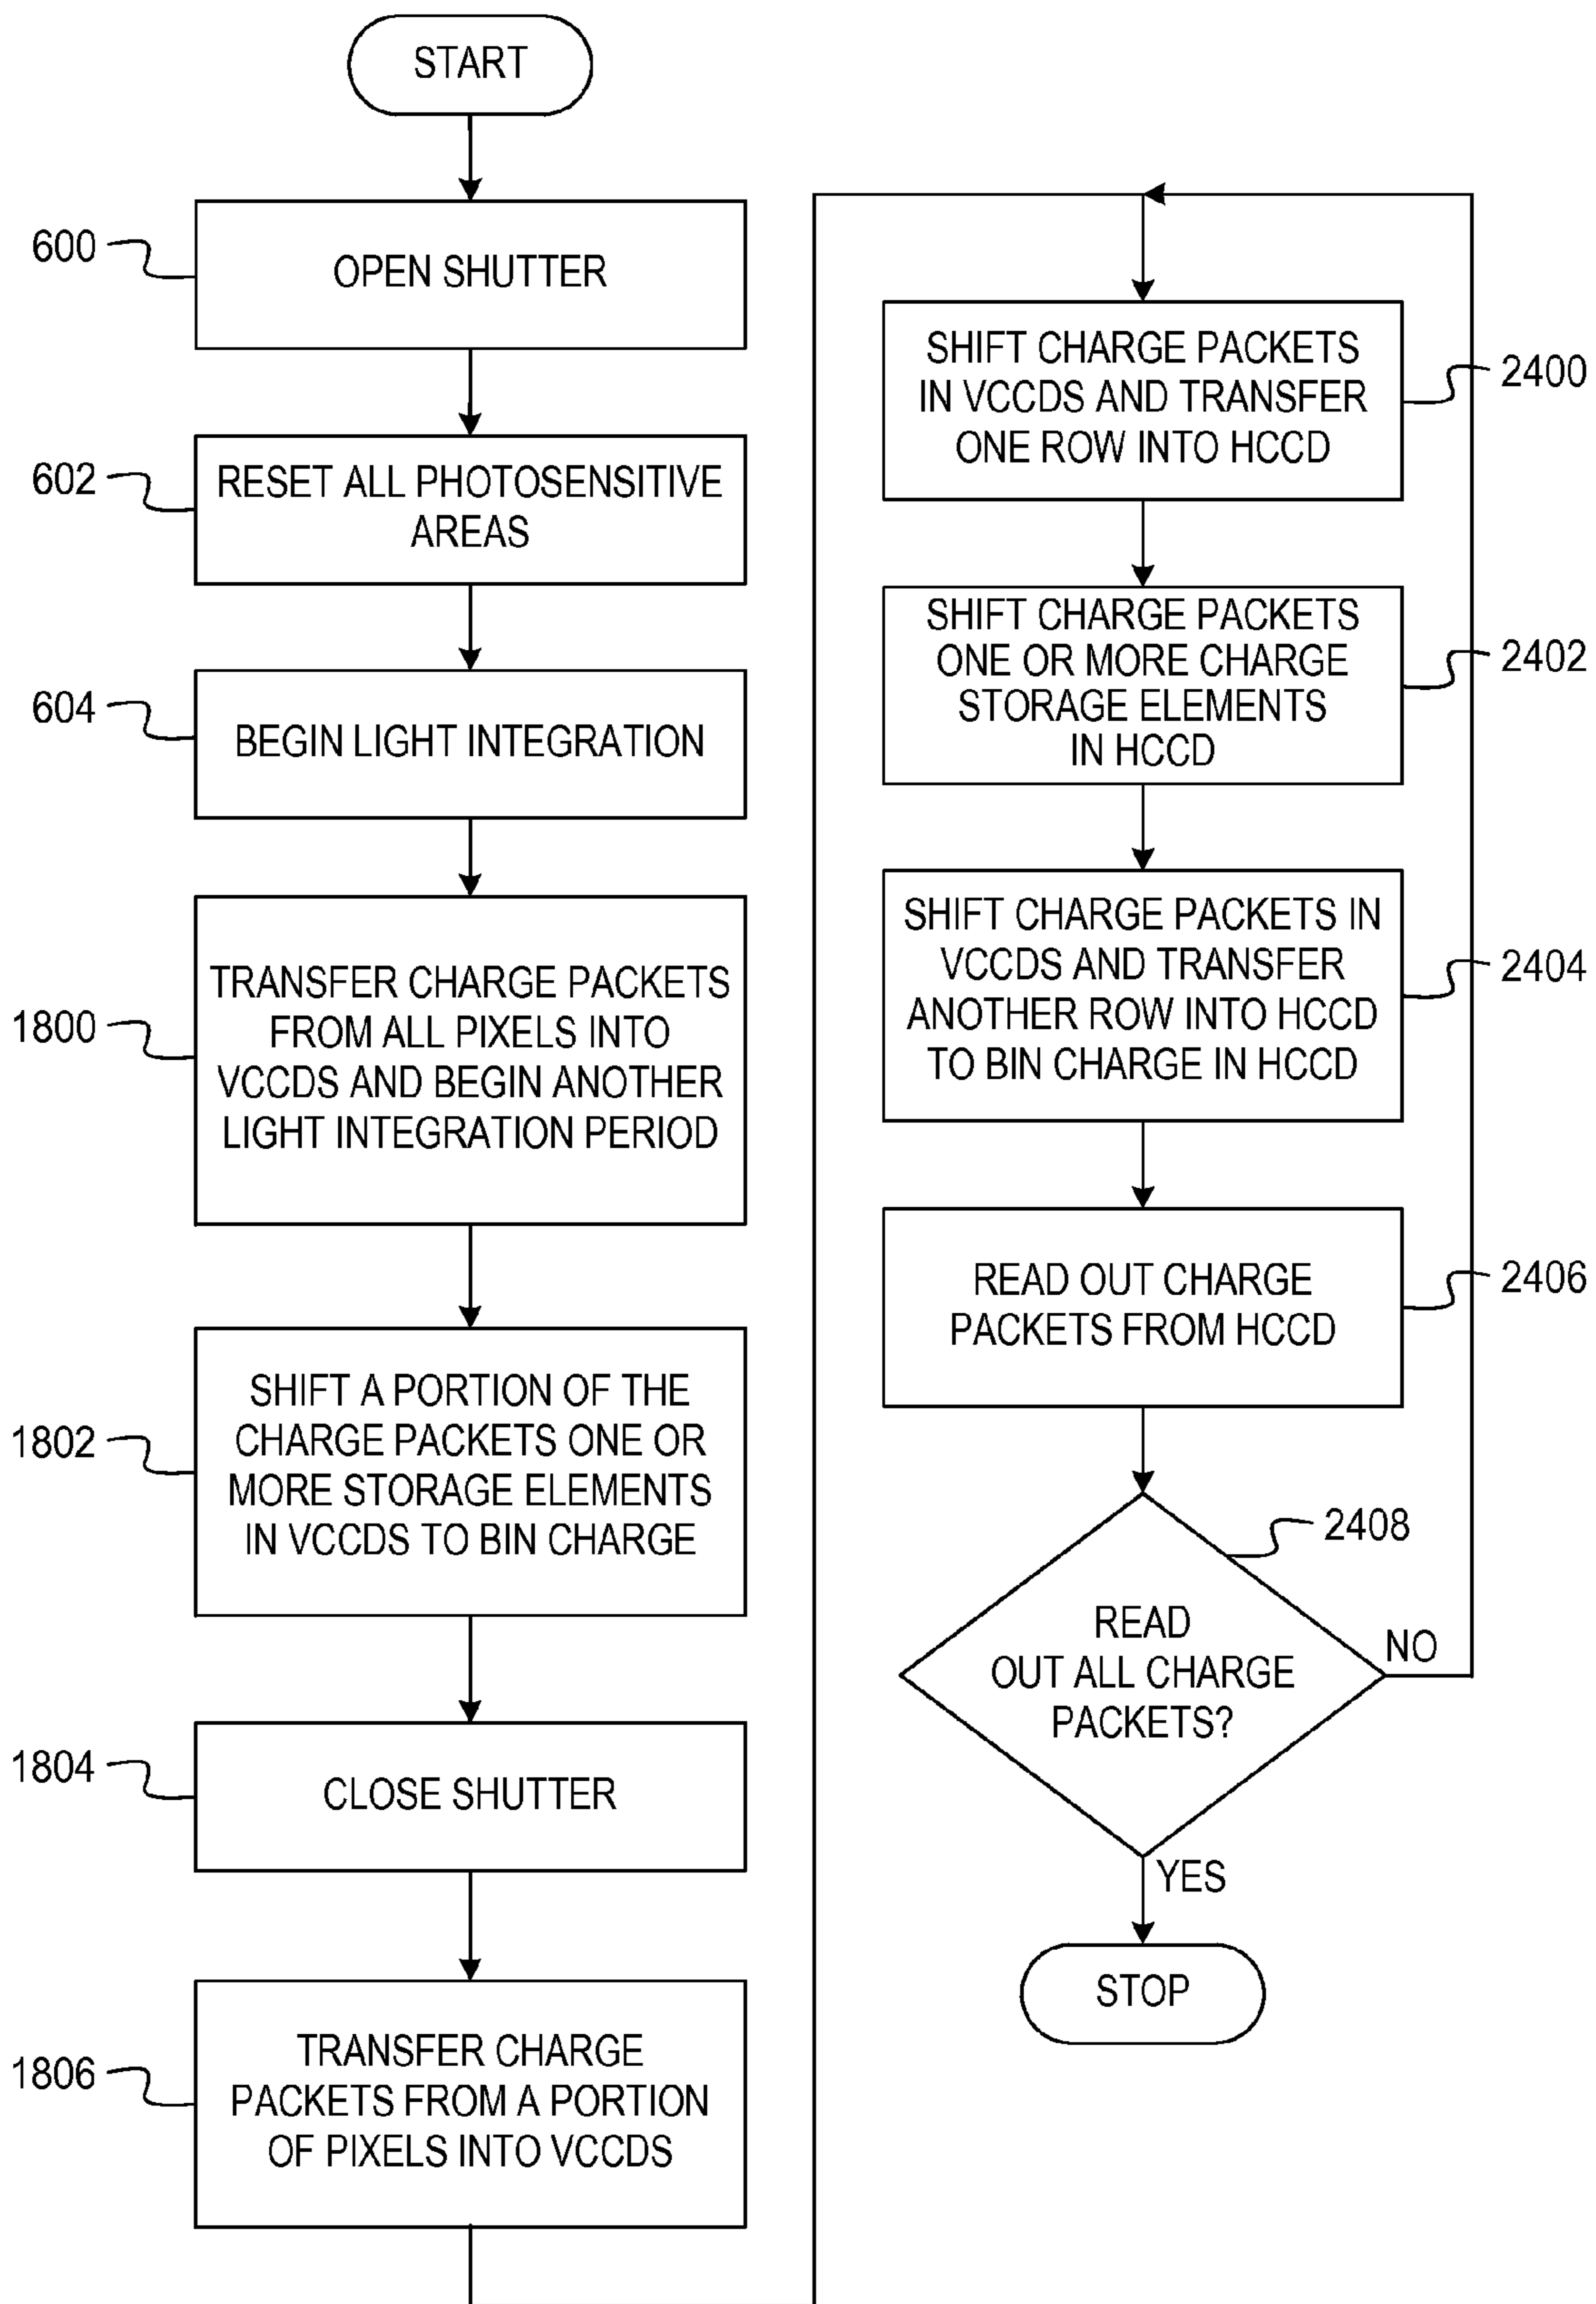 START
600
OPEN SHUTTER
602
RESET ALL PHOTOSENSITIVE
AREAS
604
BEGIN LIGHT INTEGRATION
1800
TRANSFER CHARGE PACKETS
FROM ALL PIXELS INTO
VCCDS AND BEGIN ANOTHER
LIGHT INTEGRATION PERIOD
1802
SHIFT A PORTION OF THE
CHARGE PACKETS ONE OR
MORE STORAGE ELEMENTS
IN VCCDS TO BIN CHARGE
1804
CLOSE SHUTTER
1806
TRANSFER CHARGE
PACKETS FROM A PORTION
OF PIXELS INTO VCCDS
SHIFT CHARGE PACKETS
IN VCCDS AND TRANSFER
ONE ROW INTO HCCD
2400
SHIFT CHARGE PACKETS
ONE OR MORE CHARGE
STORAGE ELEMENTS
IN HCCD
2402
SHIFT CHARGE PACKETS IN
VCCDS AND TRANSFER
ANOTHER ROW INTO HCCD
TO BIN CHARGE IN HCCD
2404
READ OUT CHARGE
PACKETS FROM HCCD
2406
2408
READ
OUT ALL CHARGE
PACKETS?
NO
YES
STOP